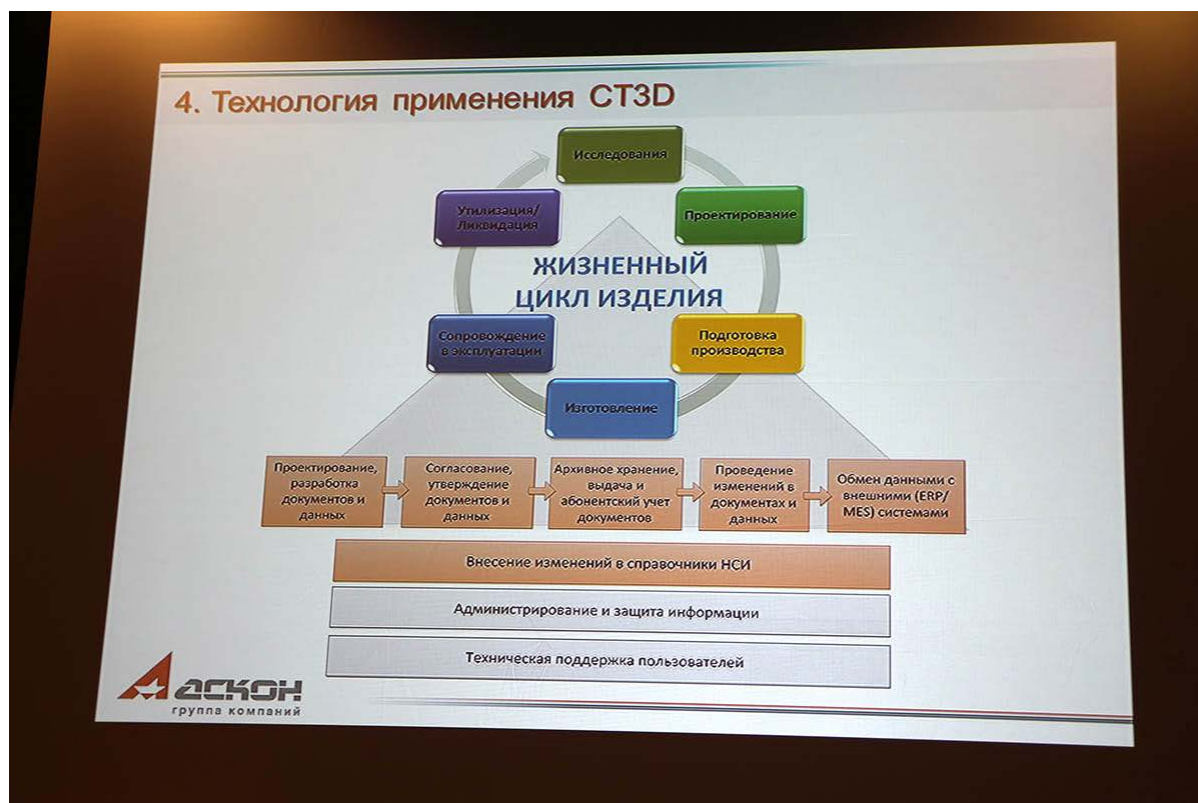 4. Технология применения СТ3D
Исследования
Утилизация/
Ликвидация
Проектирование
ЖИЗНЕННЫЙ
ЦИКЛ ИЗДЕЛИЯ
Сопровождение
в эксплуатации
Подготовка
производства
Изготовление
Проектирование,
разработка
документов и
данных
Согласование,
утверждение
документов и
данных
Архивное хранение,
выдача и
абонентский учет
документов
Проведение
изменений в
документах и
данных
Обмен данными с
внешними (ERP/
MES) системами
Внесение изменений в справочники НСИ
Администрирование и защита информации
Техническая поддержка пользователей
АСКОН
группа компаний